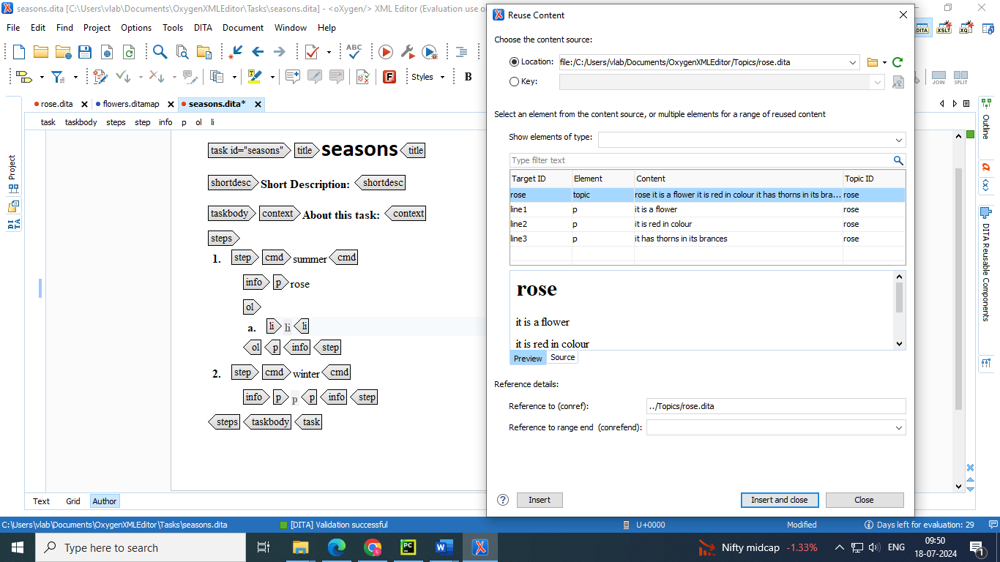 seasons.dita [C:\Users\vlab\Documents\OxygenXMLEditor\Tasks\seasons.dita] - <oXygen/> XML Editor (Evaluation use o
File Edit Find Project Options Tools DITA Document Window Help
ABC
Styles B
rose.dita flowers.ditamap seasons.dita*
task taskbody steps step info p ol li
Project
DITA
task id="seasons" title seasons title
shortdesc Short Description: shortdesc
taskbody context About this task: context
steps
1. step cmd summer cmd
info p rose
ol
a. li li li
ol p info step
2. step cmd winter cmd
info p p p info step
steps taskbody task
Text Grid Author
Reuse Content
Choose the content source:
Location: file:/C:/Users/vlab/Documents/OxygenXMLEditor/Topics/rose.dita
Key:
Select an element from the content source, or multiple elements for a range of reused content
Show elements of type:
Type filter text
Target ID Element Content Topic ID
rose topic rose it is a flower it is red in colour it has thorns in its bra... rose
line1 p it is a flower rose
line2 p it is red in colour rose
line3 p it has thorns in its brances rose
rose
it is a flower
it is red in colour
Preview Source
Reference details:
Reference to (conref): ../Topics/rose.dita
Reference to range end (conrefend):
? Insert Insert and close Close
DITA XSLT XQ
JOIN SPLIT
Outline
DITA Reusable Components
C:\Users\vlab\Documents\OxygenXMLEditor\Tasks\seasons.dita [DITA] Validation successful U+0000 Modified Days left for evaluation: 29
Type here to search Nifty midcap -1.33% ENG 09:50
18-07-2024 1